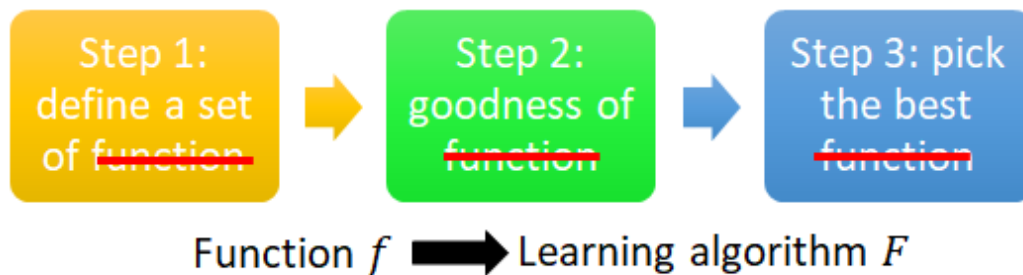 Step 1:
define a set
of function
Step 2:
goodness of
function
Step 3: pick
the best
function
Function f Learning algorithm F